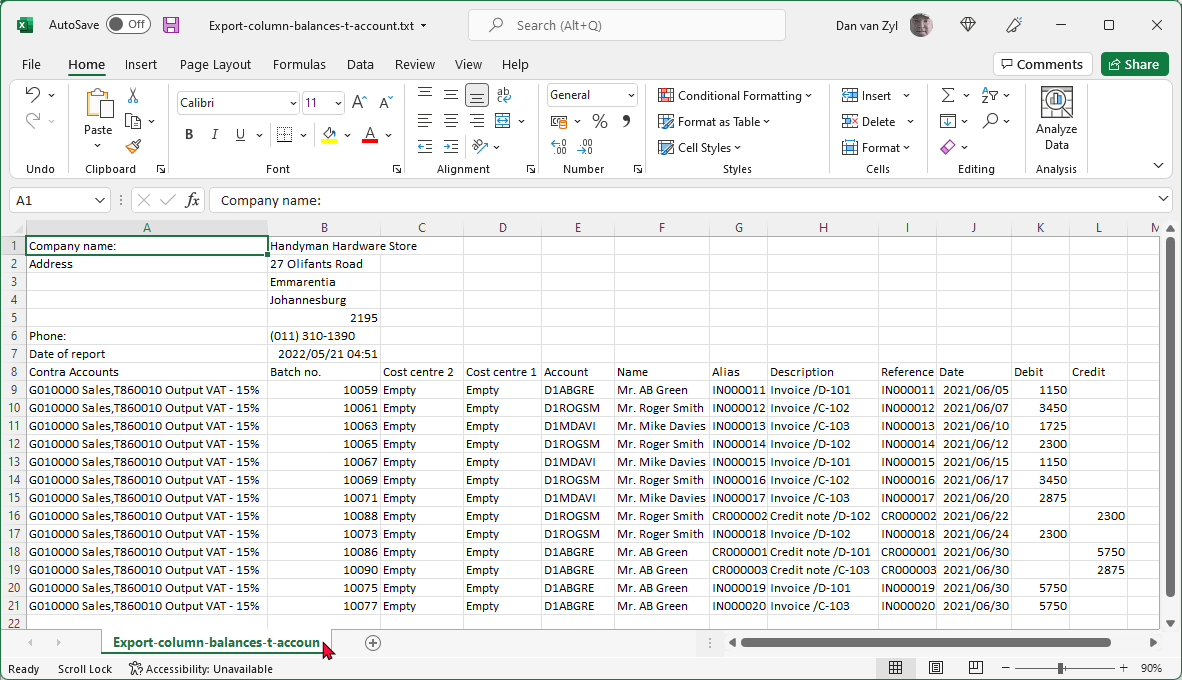 AutoSave Off Export-column-balances-t-account.txt Search (Alt+Q) Dan van Zyl
File Home Insert Page Layout Formulas Data Review View Help Comments Share
Calibri 11 General Conditional Formatting Insert
Paste Format as Table Delete Analyze Data
B I U A % Cell Styles Format
Undo Clipboard Font Alignment Number Styles Cells Editing Analysis
A1 fx Company name:
A B C D E F G H I J K L M
1 Company name: Handyman Hardware Store
2 Address 27 Olifants Road
3 Emmarentia
4 Johannesburg
5 2195
6 Phone: (011) 310-1390
7 Date of report 2022/05/21 04:51
8 Contra Accounts Batch no. Cost centre 2 Cost centre 1 Account Name Alias Description Reference Date Debit Credit
9 G010000 Sales,T860010 Output VAT - 15% 10059 Empty Empty D1ABGRE Mr. AB Green IN000011 Invoice /D-101 IN000011 2021/06/05 1150
10 G010000 Sales,T860010 Output VAT - 15% 10061 Empty Empty D1ROGSM Mr. Roger Smith IN000012 Invoice /C-102 IN000012 2021/06/07 3450
11 G010000 Sales,T860010 Output VAT - 15% 10063 Empty Empty D1MDAVI Mr. Mike Davies IN000013 Invoice /C-103 IN000013 2021/06/10 1725
12 G010000 Sales,T860010 Output VAT - 15% 10065 Empty Empty D1ROGSM Mr. Roger Smith IN000014 Invoice /D-102 IN000014 2021/06/12 2300
13 G010000 Sales,T860010 Output VAT - 15% 10067 Empty Empty D1MDAVI Mr. Mike Davies IN000015 Invoice /D-101 IN000015 2021/06/15 1150
14 G010000 Sales,T860010 Output VAT - 15% 10069 Empty Empty D1ROGSM Mr. Roger Smith IN000016 Invoice /C-102 IN000016 2021/06/17 3450
15 G010000 Sales,T860010 Output VAT - 15% 10071 Empty Empty D1MDAVI Mr. Mike Davies IN000017 Invoice /C-103 IN000017 2021/06/20 2875
16 G010000 Sales,T860010 Output VAT - 15% 10088 Empty Empty D1ROGSM Mr. Roger Smith CR000002 Credit note /D-102 CR000002 2021/06/22 2300
17 G010000 Sales,T860010 Output VAT - 15% 10073 Empty Empty D1ROGSM Mr. Roger Smith IN000018 Invoice /D-102 IN000018 2021/06/24 2300
18 G010000 Sales,T860010 Output VAT - 15% 10086 Empty Empty D1ABGRE Mr. AB Green CR000001 Credit note /D-101 CR000001 2021/06/30 5750
19 G010000 Sales,T860010 Output VAT - 15% 10090 Empty Empty D1ABGRE Mr. AB Green CR000003 Credit note /C-103 CR000003 2021/06/30 2875
20 G010000 Sales,T860010 Output VAT - 15% 10075 Empty Empty D1ABGRE Mr. AB Green IN000019 Invoice /D-101 IN000019 2021/06/30 5750
21 G010000 Sales,T860010 Output VAT - 15% 10077 Empty Empty D1ABGRE Mr. AB Green IN000020 Invoice /C-103 IN000020 2021/06/30 5750
22
Export-column-balances-t-accoun
Ready Scroll Lock Accessibility: Unavailable 90%